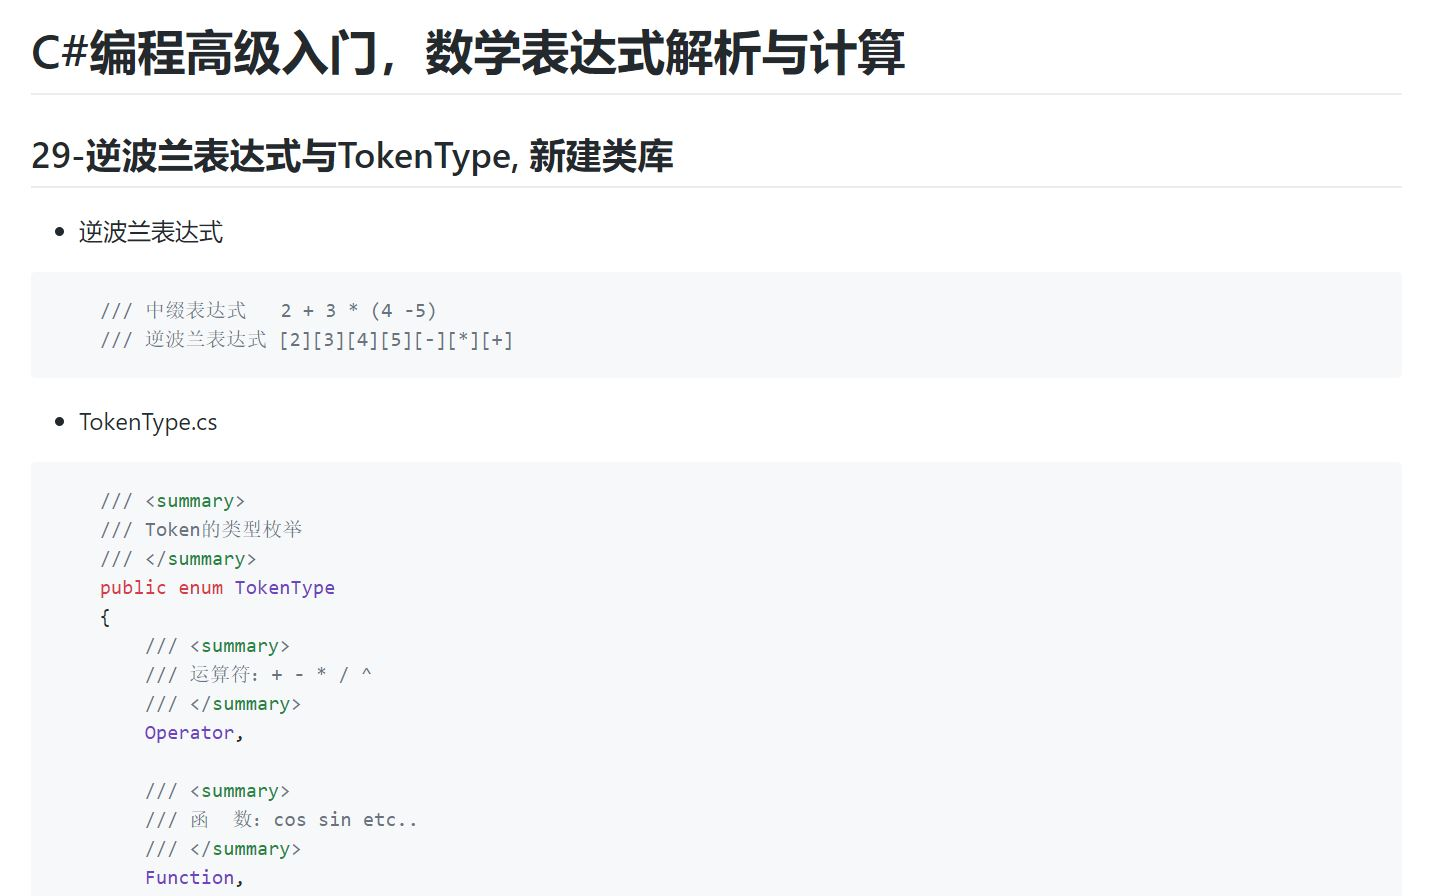 C#编程高级入门，数学表达式解析与计算
29-逆波兰表达式与TokenType, 新建类库
逆波兰表达式
/// 中缀表达式   2 + 3 * (4 -5)
/// 逆波兰表达式 [2][3][4][5][-][*][+]
TokenType.cs
/// <summary>
/// Token的类型枚举
/// </summary>
public enum TokenType
{
    /// <summary>
    /// 运算符：+ - * / ^
    /// </summary>
    Operator,
    /// <summary>
    /// 函  数：cos sin etc..
    /// </summary>
    Function,